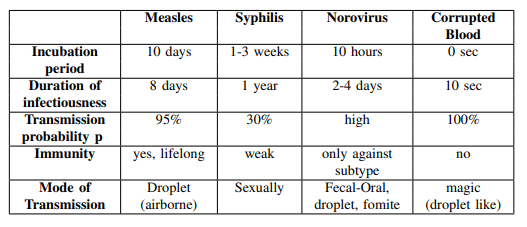 Measles Syphilis Norovirus Corrupted
Blood
Incubation 10 days 1-3 weeks 10 hours 0 sec
period
Duration of 8 days 1 year 2-4 days 10 sec
infectiousness
Transmission 95% 30% high 100%
probability p
Immunity yes, lifelong weak only against no
subtype
Mode of Droplet Sexually Fecal-Oral, magic
Transmission (airborne) droplet, fomite (droplet like)